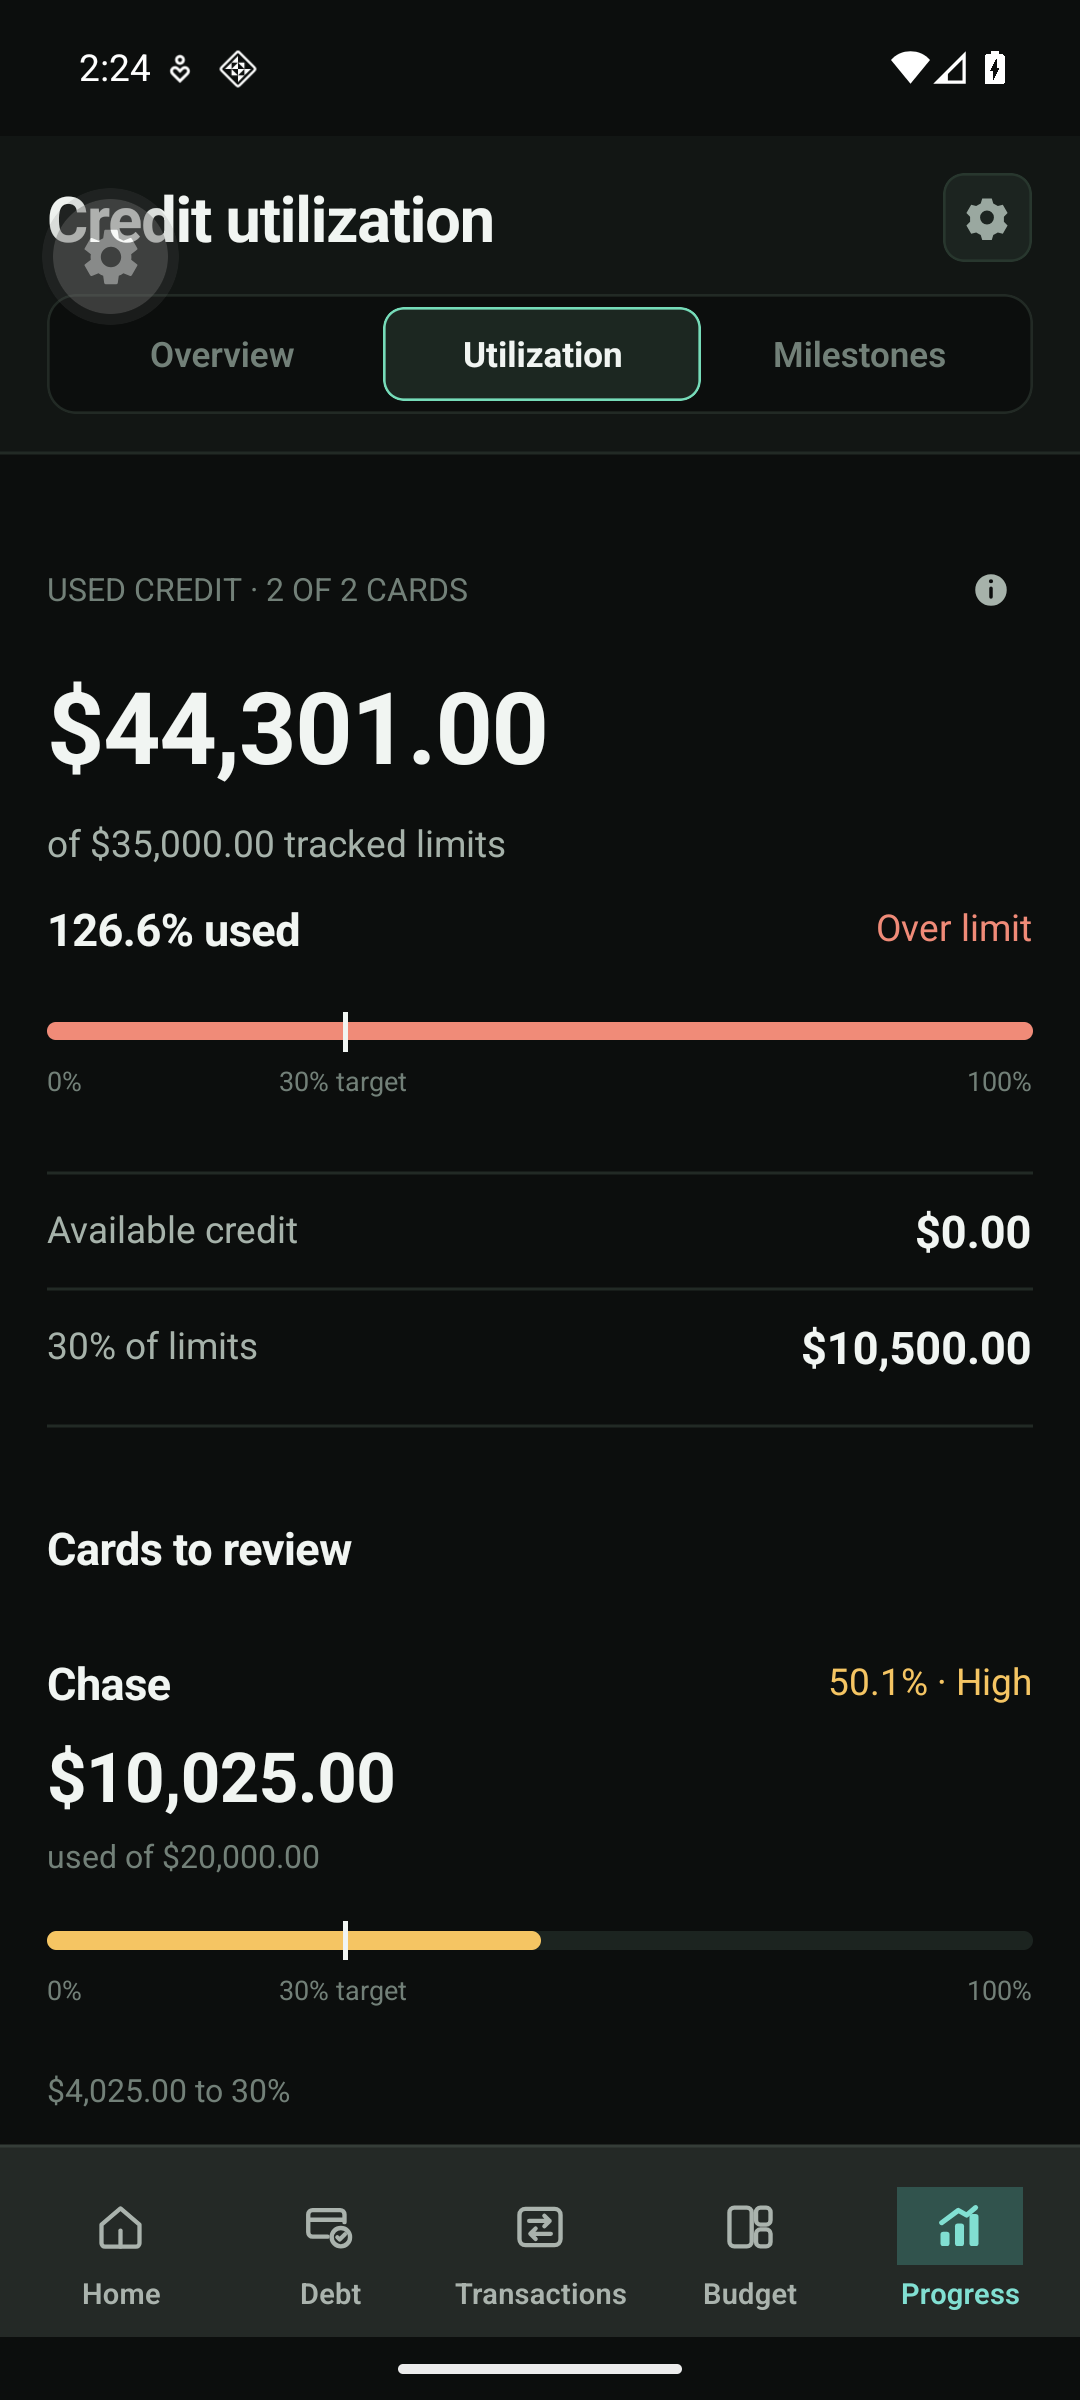 2:24
Credit utilization
Overview
Utilization
Milestones
USED CREDIT · 2 OF 2 CARDS
$44,301.00
of $35,000.00 tracked limits
126.6% used
Over limit
0%
30% target
100%
Available credit
$0.00
30% of limits
$10,500.00
Cards to review
Chase
50.1% · High
$10,025.00
used of $20,000.00
0%
30% target
100%
$4,025.00 to 30%
Home
Debt
Transactions
Budget
Progress